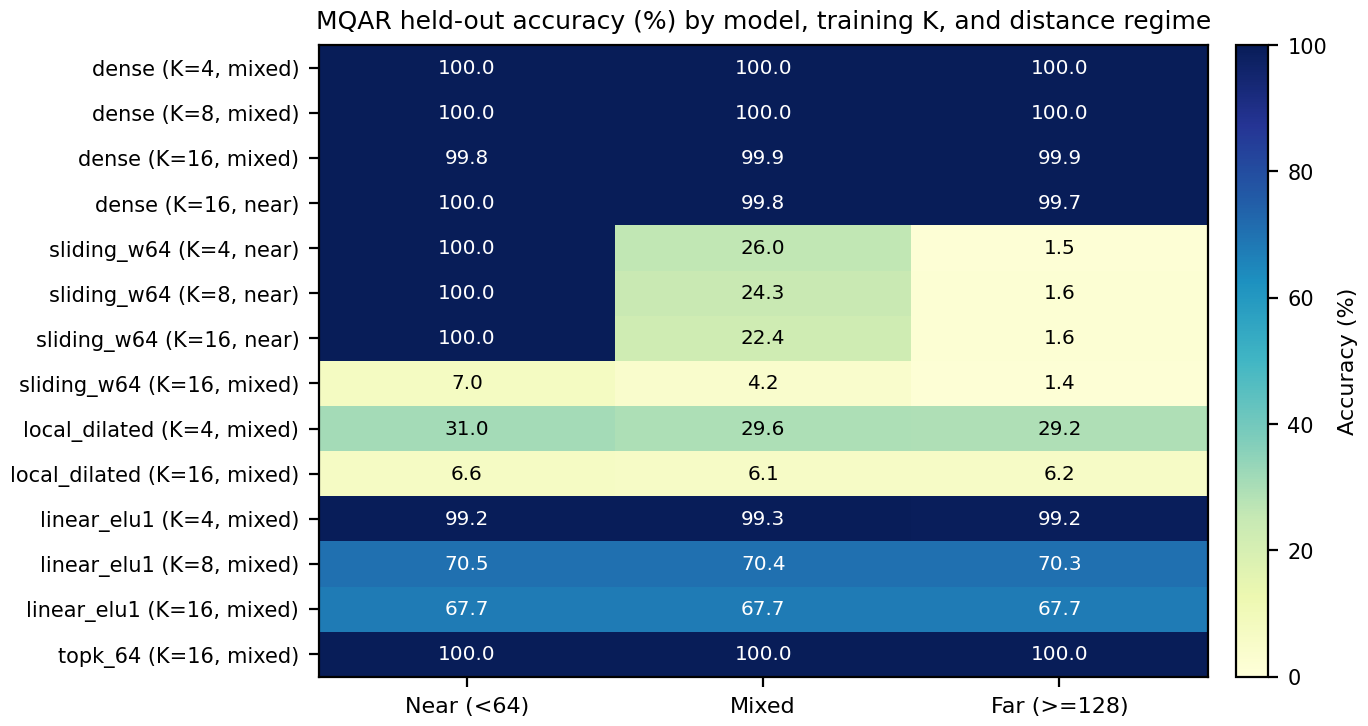 MQAR held-out accuracy (%) by model, training K, and distance regime
dense (K=4, mixed) 100.0 100.0 100.0
dense (K=8, mixed) 100.0 100.0 100.0
dense (K=16, mixed) 99.8 99.9 99.9
dense (K=16, near) 100.0 99.8 99.7
sliding_w64 (K=4, near) 100.0 26.0 1.5
sliding_w64 (K=8, near) 100.0 24.3 1.6
sliding_w64 (K=16, near) 100.0 22.4 1.6
sliding_w64 (K=16, mixed) 7.0 4.2 1.4
local_dilated (K=4, mixed) 31.0 29.6 29.2
local_dilated (K=16, mixed) 6.6 6.1 6.2
linear_elu1 (K=4, mixed) 99.2 99.3 99.2
linear_elu1 (K=8, mixed) 70.5 70.4 70.3
linear_elu1 (K=16, mixed) 67.7 67.7 67.7
topk_64 (K=16, mixed) 100.0 100.0 100.0
Near (<64) Mixed Far (>=128)
100
80
60
40
20
0
Accuracy (%)